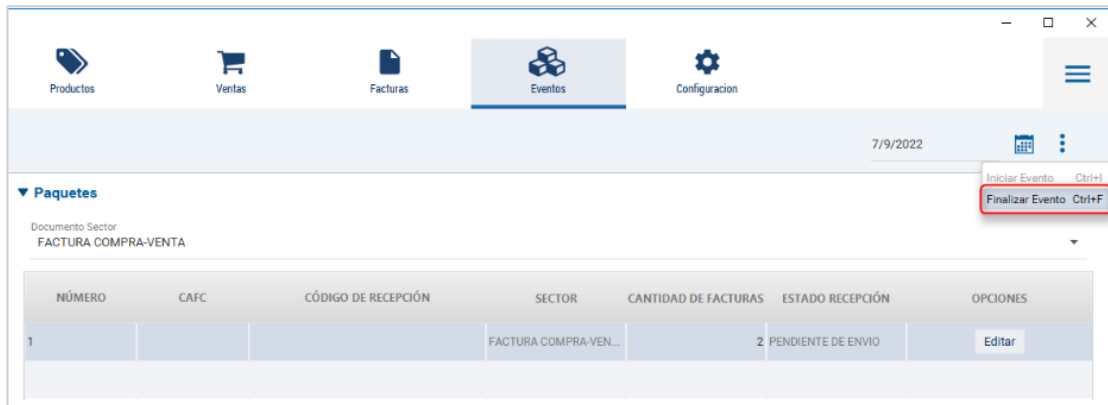 Productos
Ventas
Facturas
Eventos
Configuracion
7/9/2022
Iniciar Evento Ctrl+I
Finalizar Evento Ctrl+F
Paquetes
Documento Sector
FACTURA COMPRA-VENTA
NÚMERO CAFC CÓDIGO DE RECEPCIÓN SECTOR CANTIDAD DE FACTURAS ESTADO RECEPCIÓN OPCIONES
1 FACTURA COMPRA-VEN... 2 PENDIENTE DE ENVIO Editar